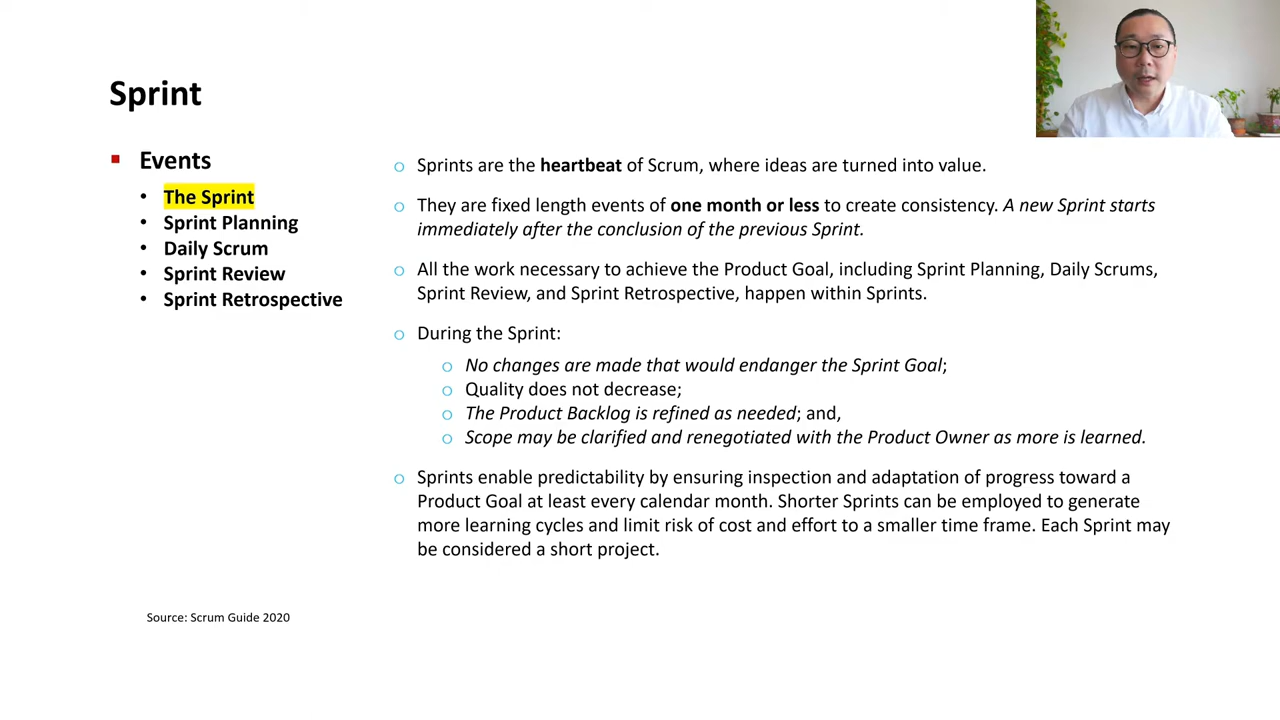 Sprint
Events
The Sprint
Sprint Planning
Daily Scrum
Sprint Review
Sprint Retrospective
Sprints are the heartbeat of Scrum, where ideas are turned into value.
They are fixed length events of one month or less to create consistency. A new Sprint starts
immediately after the conclusion of the previous Sprint.
All the work necessary to achieve the Product Goal, including Sprint Planning, Daily Scrums,
Sprint Review, and Sprint Retrospective, happen within Sprints.
During the Sprint:
No changes are made that would endanger the Sprint Goal;
Quality does not decrease;
The Product Backlog is refined as needed; and,
Scope may be clarified and renegotiated with the Product Owner as more is learned.
Sprints enable predictability by ensuring inspection and adaptation of progress toward a
Product Goal at least every calendar month. Shorter Sprints can be employed to generate
more learning cycles and limit risk of cost and effort to a smaller time frame. Each Sprint may
be considered a short project.
Source: Scrum Guide 2020